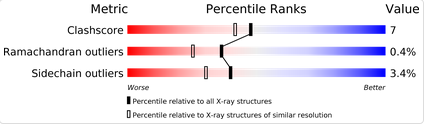 Metric Percentile Ranks Value
Clashscore 7
Ramachandran outliers 0.4%
Sidechain outliers 3.4%
Worse Better
Percentile relative to all X-ray structures
Percentile relative to X-ray structures of similar resolution